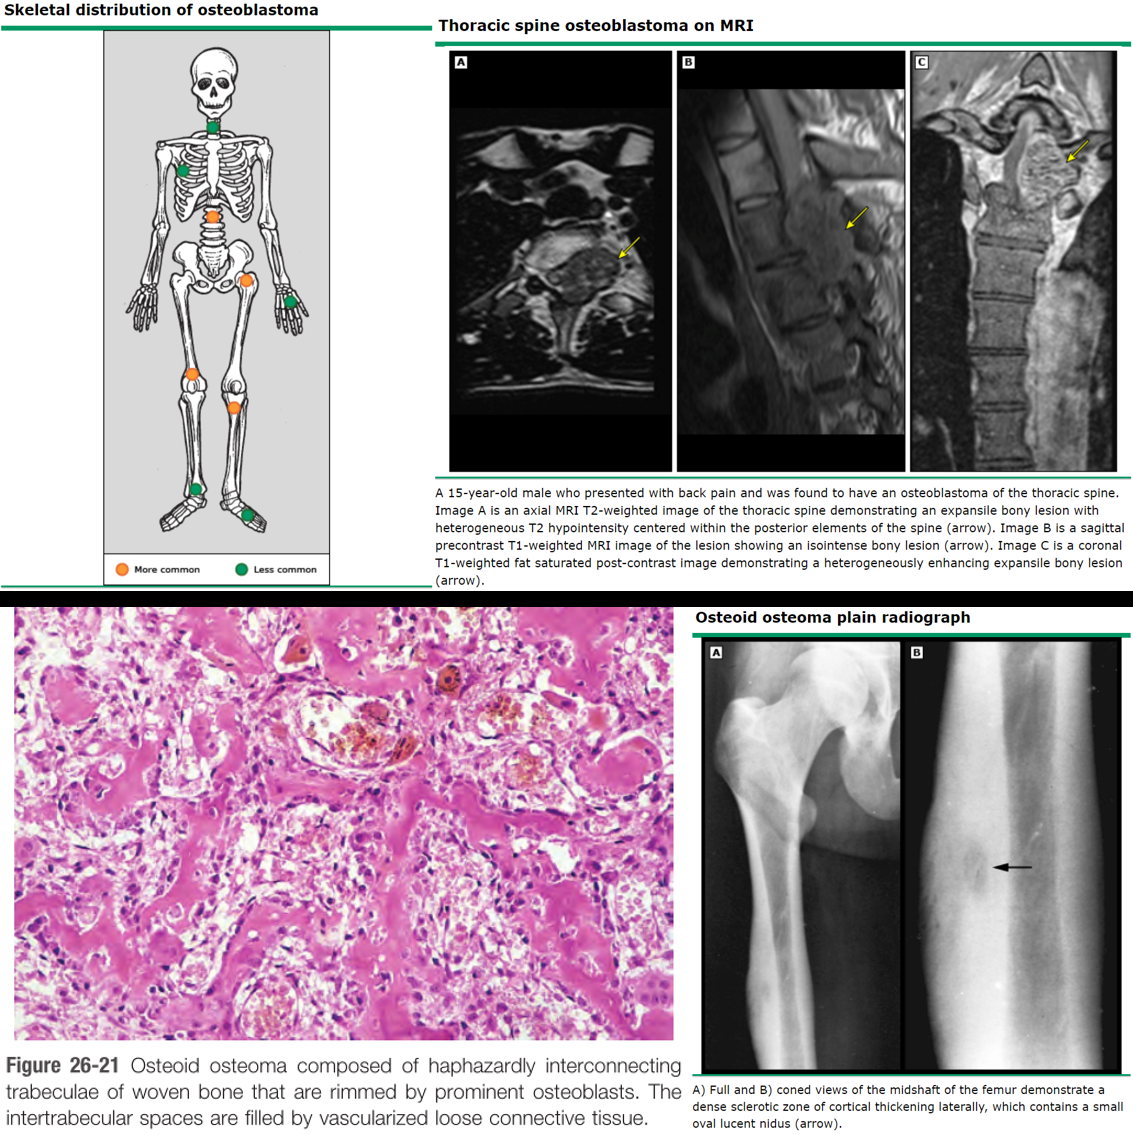 Skeletal distribution of osteoblastoma
More common
Less common
Thoracic spine osteoblastoma on MRI
A
B
C
A 15-year-old male who presented with back pain and was found to have an osteoblastoma of the thoracic spine.
Image A is an axial MRI T2-weighted image of the thoracic spine demonstrating an expansile bony lesion with
heterogeneous T2 hypointensity centered within the posterior elements of the spine (arrow). Image B is a sagittal
precontrast T1-weighted MRI image of the lesion showing an isointense bony lesion (arrow). Image C is a coronal
T1-weighted fat saturated post-contrast image demonstrating a heterogeneously enhancing expansile bony lesion
(arrow).
Figure 26-21 Osteoid osteoma composed of haphazardly interconnecting
trabeculae of woven bone that are rimmed by prominent osteoblasts. The
intertrabecular spaces are filled by vascularized loose connective tissue.
Osteoid osteoma plain radiograph
A
B
A) Full and B) coned views of the midshaft of the femur demonstrate a
dense sclerotic zone of cortical thickening laterally, which contains a small
oval lucent nidus (arrow).